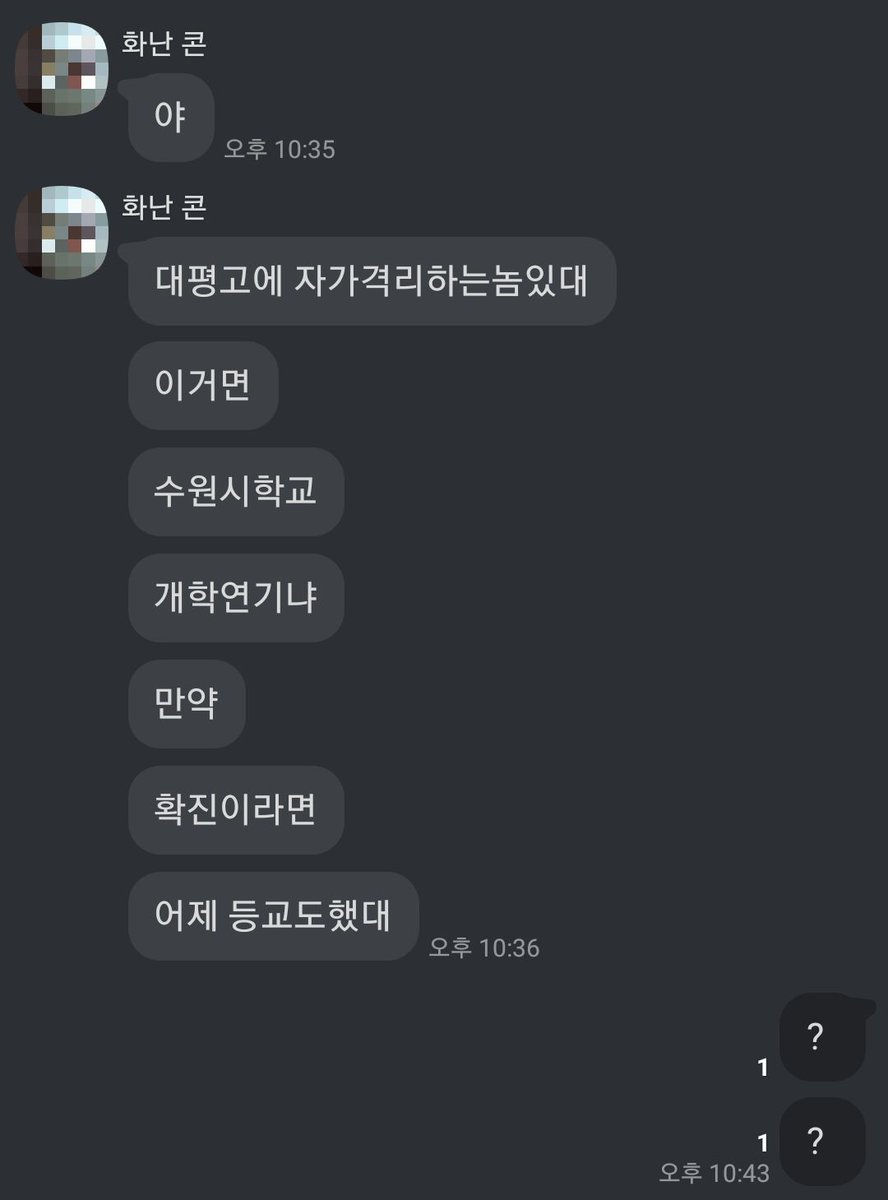 화난 콘
야
오후 10:35
화난 콘
대평고에 자가격리하는놈있대
이거면
수원시학교
개학연기냐
만약
확진이라면
어제 등교도했대
오후 10:36
?
1
?
1
오후 10:43